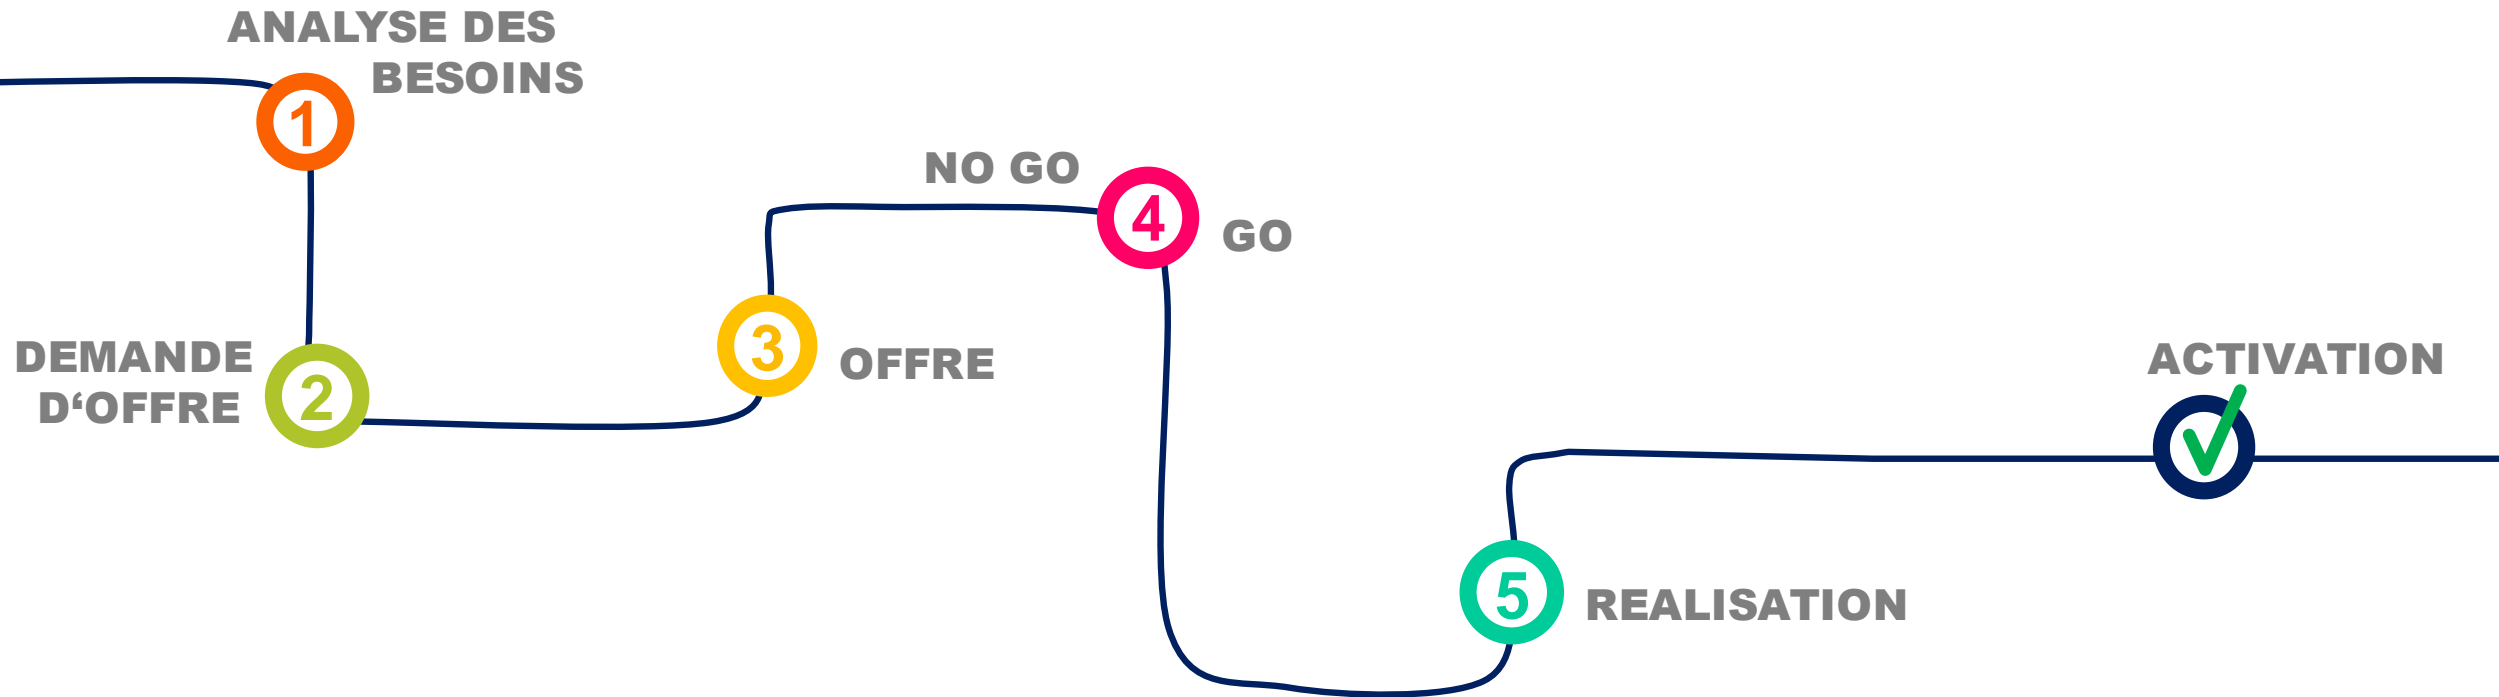 ANALYSE DES
BESOINS
1
NO GO
4
GO
DEMANDE
D‘OFFRE
2
3
OFFRE
ACTIVATION
5
REALISATION